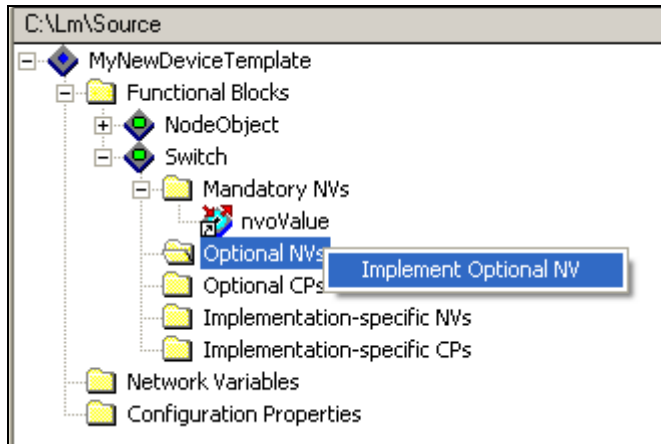 C:\Lm\Source
MyNewDeviceTemplate
Functional Blocks
NodeObject
Switch
Mandatory NVs
nvoValue
Optional NVs
Implement Optional NV
Optional CPs
Implementation-specific NVs
Implementation-specific CPs
Network Variables
Configuration Properties